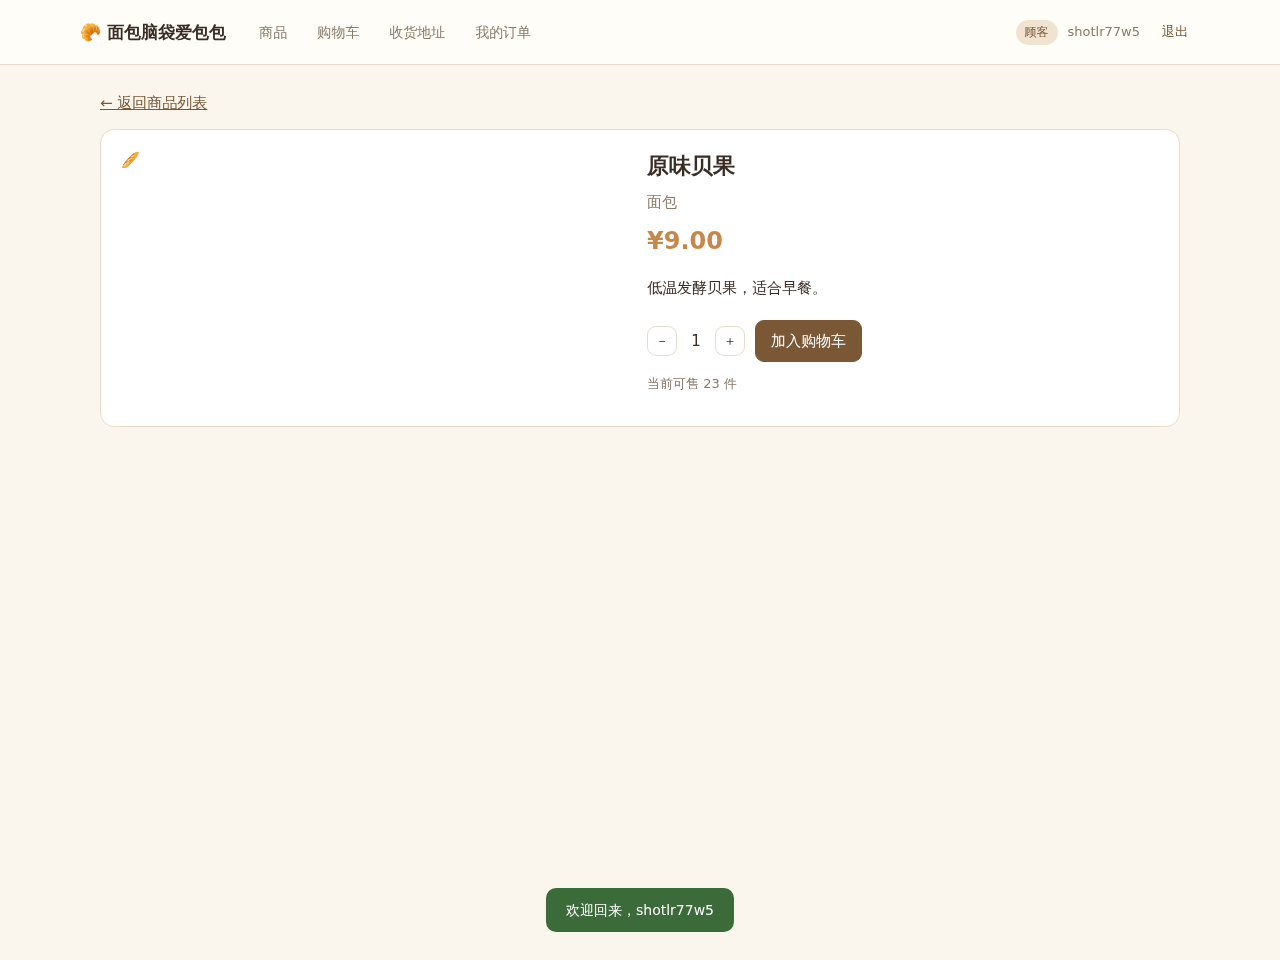 面包脑袋爱包包 商品 购物车 收货地址 我的订单 顾客 shotlr77w5 退出
← 返回商品列表
原味贝果
面包
¥9.00
低温发酵贝果，适合早餐。
− 1 + 加入购物车
当前可售 23 件
欢迎回来，shotlr77w5